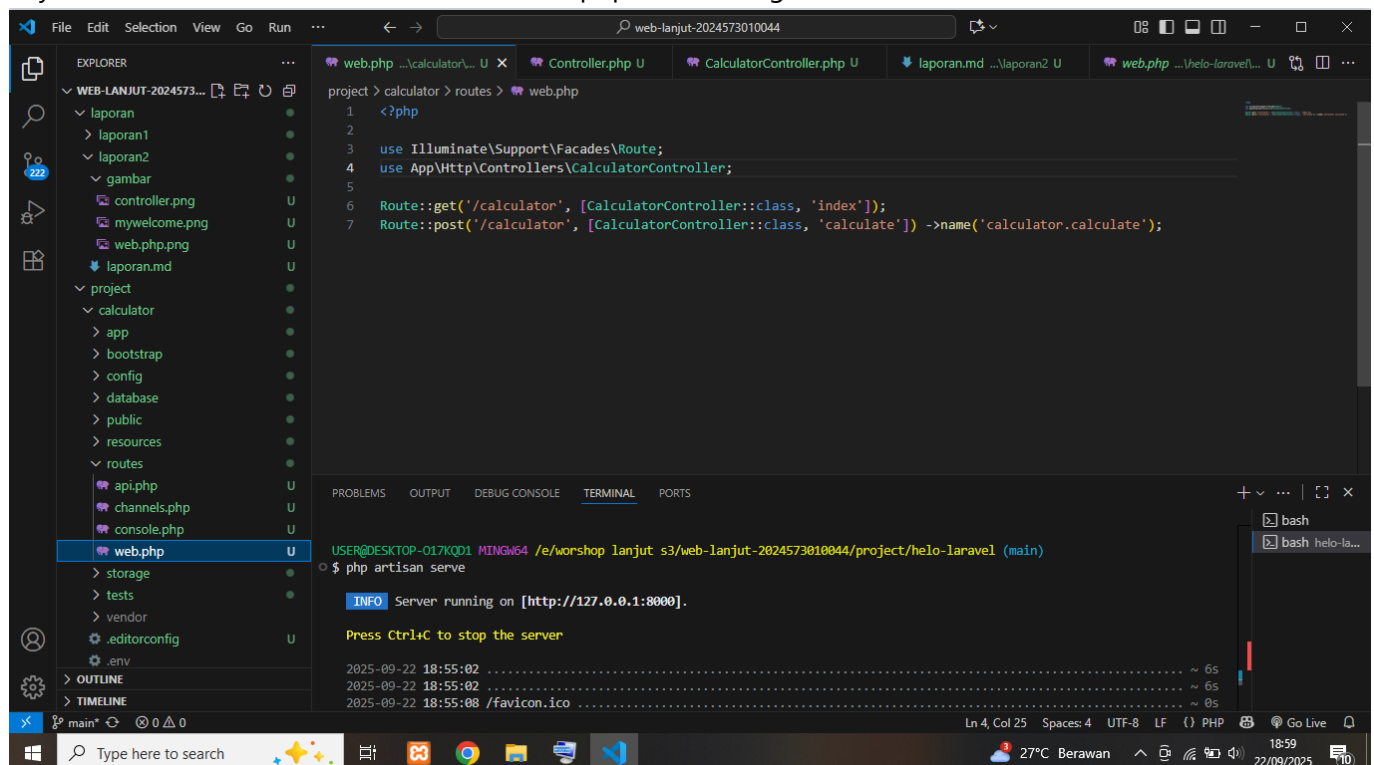 File Edit Selection View Go Run ... web-lanjut-2024573010044
EXPLORER
WEB-LANJUT-2024573...
laporan
laporan1
laporan2
gambar
controller.png U
mywelcome.png U
web.php.png U
laporan.md U
project
calculator
app
bootstrap
config
database
public
resources
routes
api.php U
channels.php U
console.php U
web.php U
storage
tests
vendor
.editorconfig U
.env
OUTLINE
TIMELINE
222
web.php ...\calculator\... U
Controller.php U
CalculatorController.php U
laporan.md ...\laporan2 U
web.php ...\helo-laravel\... U
project > calculator > routes > web.php
1 <?php
2
3 use Illuminate\Support\Facades\Route;
4 use App\Http\Controllers\CalculatorController;
5
6 Route::get('/calculator', [CalculatorController::class, 'index']);
7 Route::post('/calculator', [CalculatorController::class, 'calculate']) ->name('calculator.calculate');
PROBLEMS OUTPUT DEBUG CONSOLE TERMINAL PORTS
bash
bash helo-la...
USER@DESKTOP-O17KQD1 MINGW64 /e/worshop lanjut s3/web-lanjut-2024573010044/project/helo-laravel (main)
$ php artisan serve
INFO Server running on [http://127.0.0.1:8000].
Press Ctrl+C to stop the server
2025-09-22 18:55:02 ........ ~ 6s
2025-09-22 18:55:02 ........ ~ 6s
2025-09-22 18:55:08 /favicon.ico ........ ~ 0s
main* 0 0 Ln 4, Col 25 Spaces: 4 UTF-8 LF {} PHP Go Live
Type here to search
3
27°C Berawan
18:59
22/09/2025
10